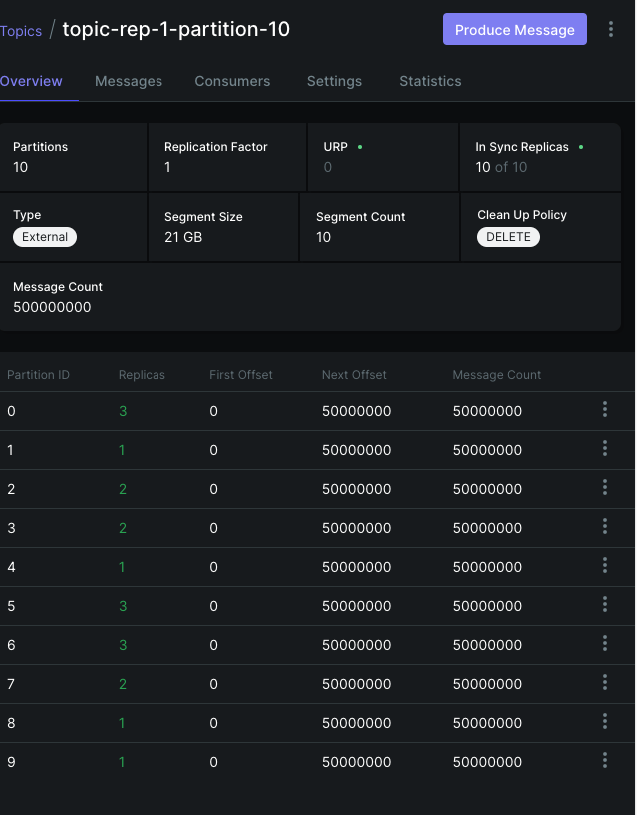 Topics / topic-rep-1-partition-10
Produce Message
Overview Messages Consumers Settings Statistics
Partitions Replication Factor URP In Sync Replicas
10 1 0 10 of 10
Type Segment Size Segment Count Clean Up Policy
External 21 GB 10 DELETE
Message Count
500000000
Partition ID Replicas First Offset Next Offset Message Count
0 3 0 50000000 50000000
1 1 0 50000000 50000000
2 2 0 50000000 50000000
3 2 0 50000000 50000000
4 1 0 50000000 50000000
5 3 0 50000000 50000000
6 3 0 50000000 50000000
7 2 0 50000000 50000000
8 1 0 50000000 50000000
9 1 0 50000000 50000000